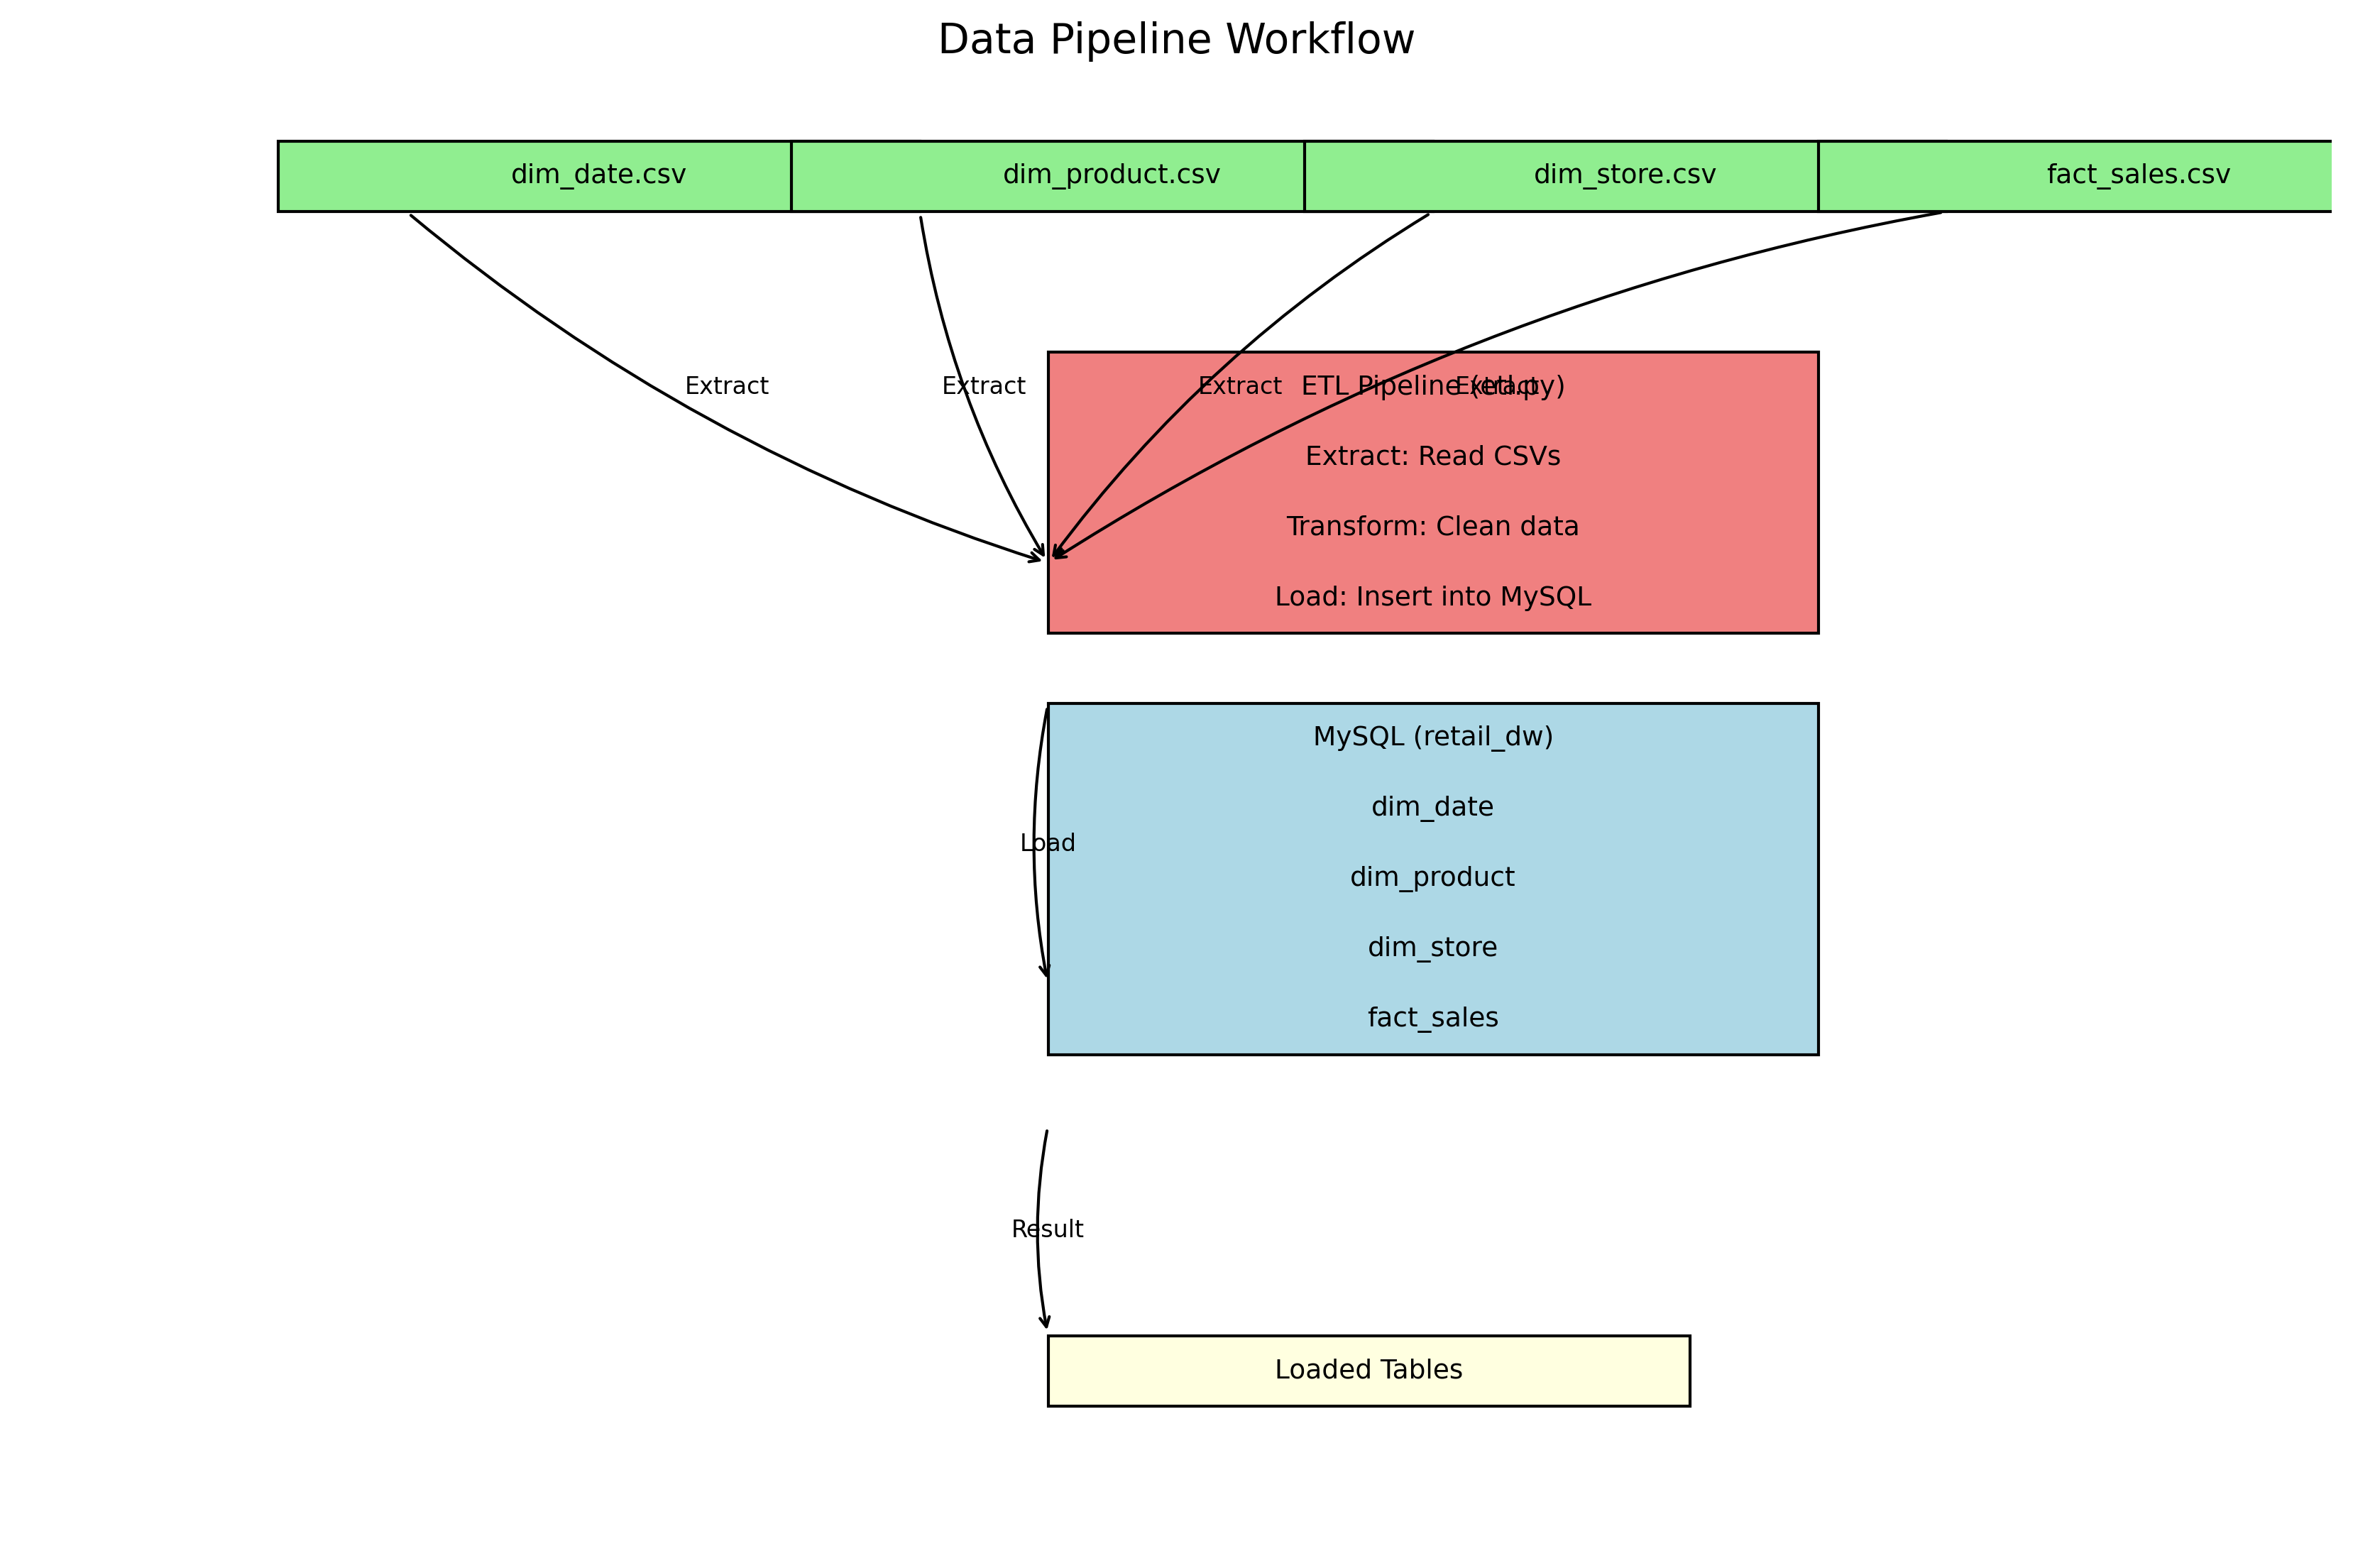 Data Pipeline Workflow
dim_date.csv
dim_product.csv
dim_store.csv
fact_sales.csv
Extract
Extract
Extract
Extract
ETL Pipeline (etl.py)
Extract: Read CSVs
Transform: Clean data
Load: Insert into MySQL
MySQL (retail_dw)
dim_date
dim_product
dim_store
fact_sales
Load
Result
Loaded Tables